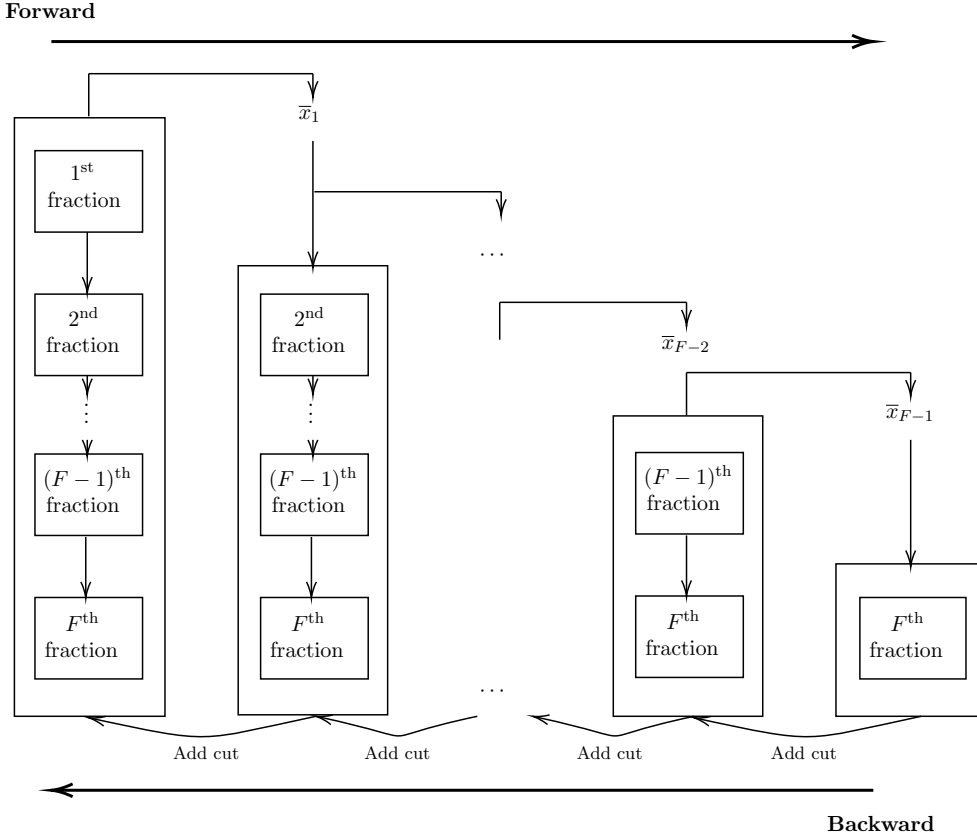 Forward
x̅₁
1ˢᵗ
fraction
2ⁿᵈ
fraction
⋮
(F − 1)ᵗʰ
fraction
Fᵗʰ
fraction
2ⁿᵈ
fraction
⋮
(F − 1)ᵗʰ
fraction
Fᵗʰ
fraction
...
...
x̅_{F−2}
(F − 1)ᵗʰ
fraction
Fᵗʰ
fraction
x̅_{F−1}
Fᵗʰ
fraction
Add cut
Add cut
Add cut
Add cut
Backward